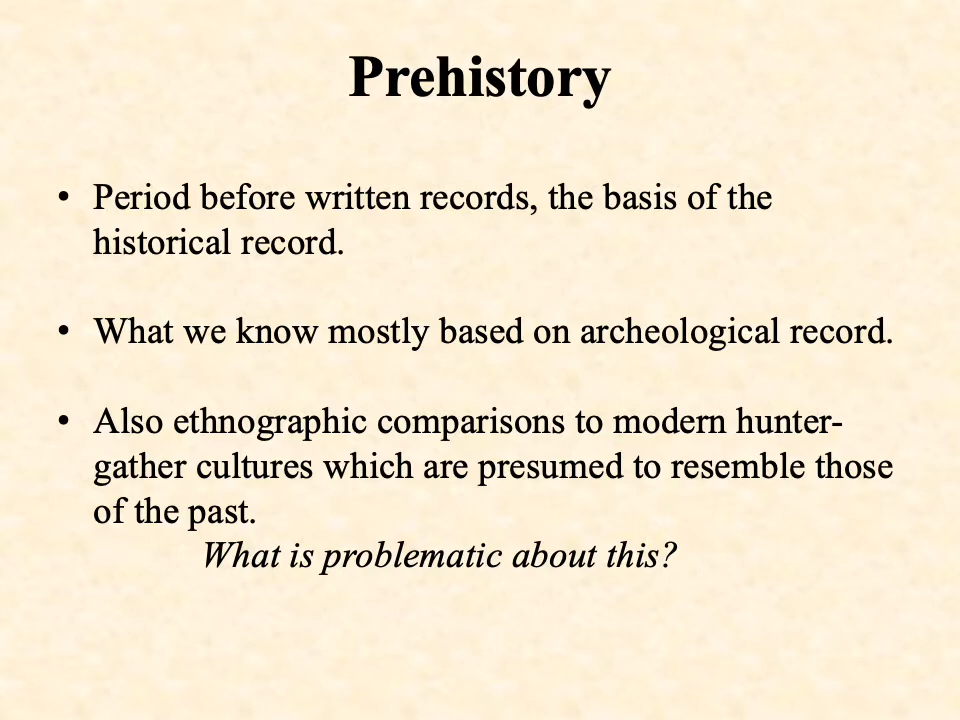 Prehistory
• Period before written records, the basis of the
historical record.
• What we know mostly based on archeological record.
• Also ethnographic comparisons to modern hunter-
gather cultures which are presumed to resemble those
of the past.
What is problematic about this?